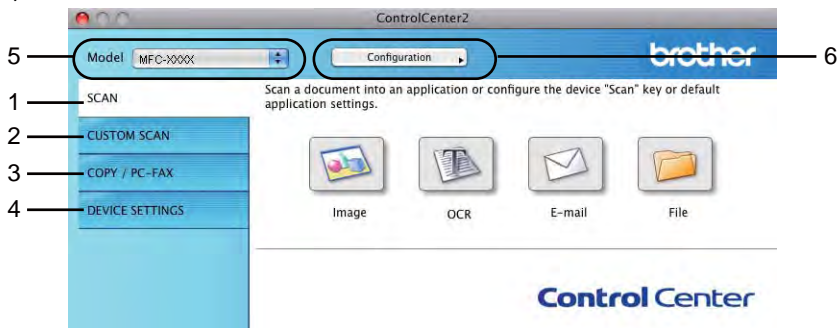 ControlCenter2
5
Model MFC-XXXX
Configuration
brother
6
1
SCAN
Scan a document into an application or configure the device "Scan" key or default
application settings.
2
CUSTOM SCAN
3
COPY / PC-FAX
4
DEVICE SETTINGS
Image
OCR
E-mail
File
Control Center